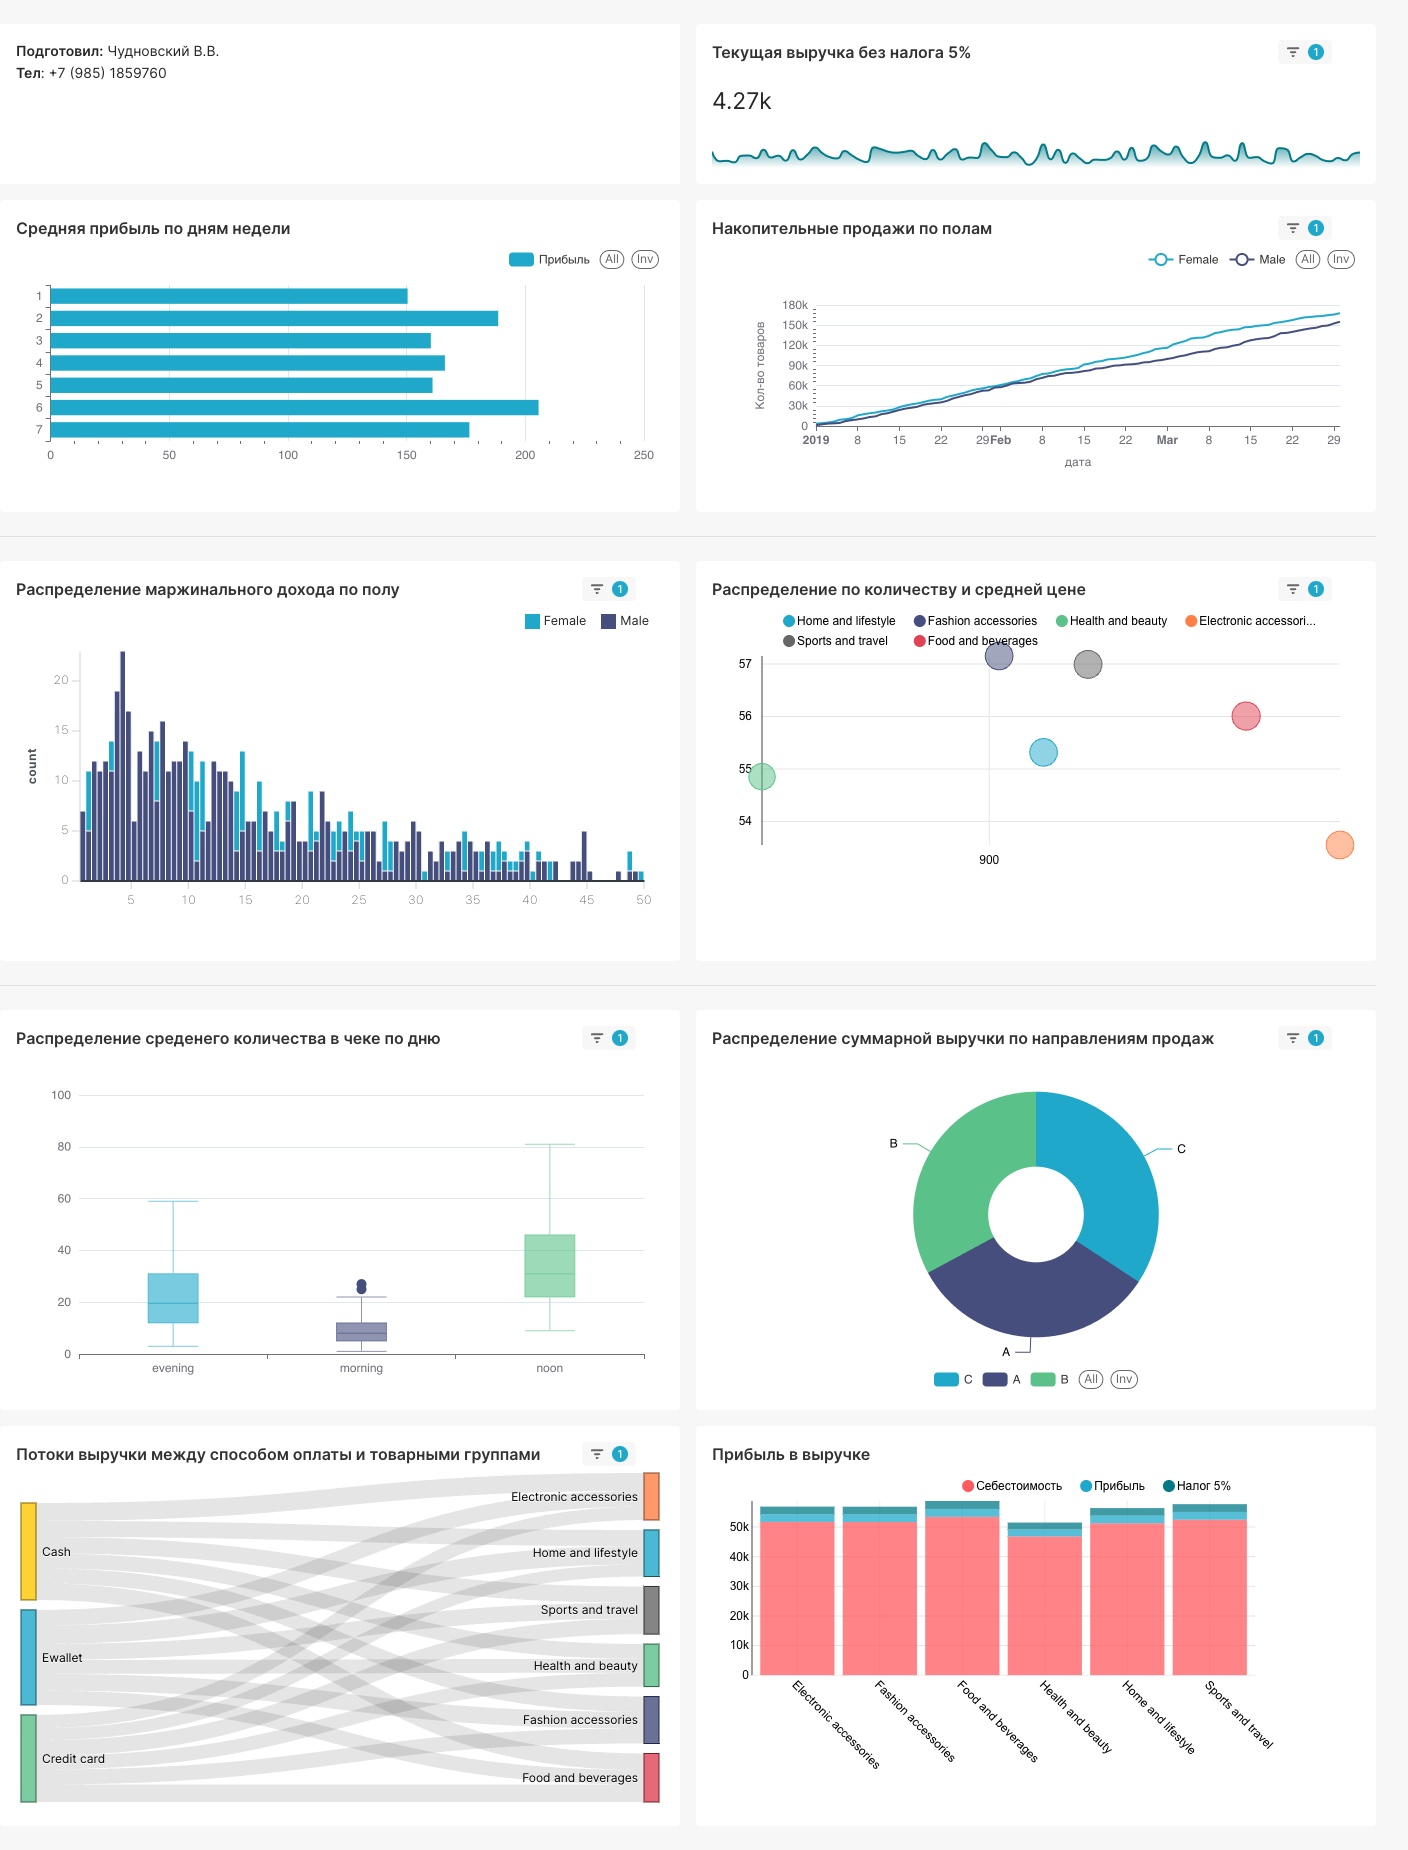 Подготовил: Чудновский В.В.
Тел: +7 (985) 1859760
Текущая выручка без налога 5%
1
4.27k
Средняя прибыль по дням недели
Прибыль All Inv
1
2
3
4
5
6
7
0 50 100 150 200 250
Накопительные продажи по полам
1
Female Male All Inv
180k
150k
120k
90k
60k
30k
0
Кол-во товаров
2019 8 15 22 29 Feb 8 15 22 Mar 8 15 22 29
дата
Распределение маржинального дохода по полу
1
Female Male
20
15
10
5
0
count
5 10 15 20 25 30 35 40 45 50
Распределение по количеству и средней цене
1
Home and lifestyle Fashion accessories Health and beauty Electronic accessori...
Sports and travel Food and beverages
57
56
55
54
900
Распределение среденего количества в чеке по дню
1
100
80
60
40
20
0
evening morning noon
Распределение суммарной выручки по направлениям продаж
1
B
C
A
C A B All Inv
Потоки выручки между способом оплаты и товарными группами
1
Cash
Ewallet
Credit card
Electronic accessories
Home and lifestyle
Sports and travel
Health and beauty
Fashion accessories
Food and beverages
Прибыль в выручке
Себестоимость Прибыль Налог 5%
50k
40k
30k
20k
10k
0
Electronic accessories
Fashion accessories
Food and beverages
Health and beauty
Home and lifestyle
Sports and travel